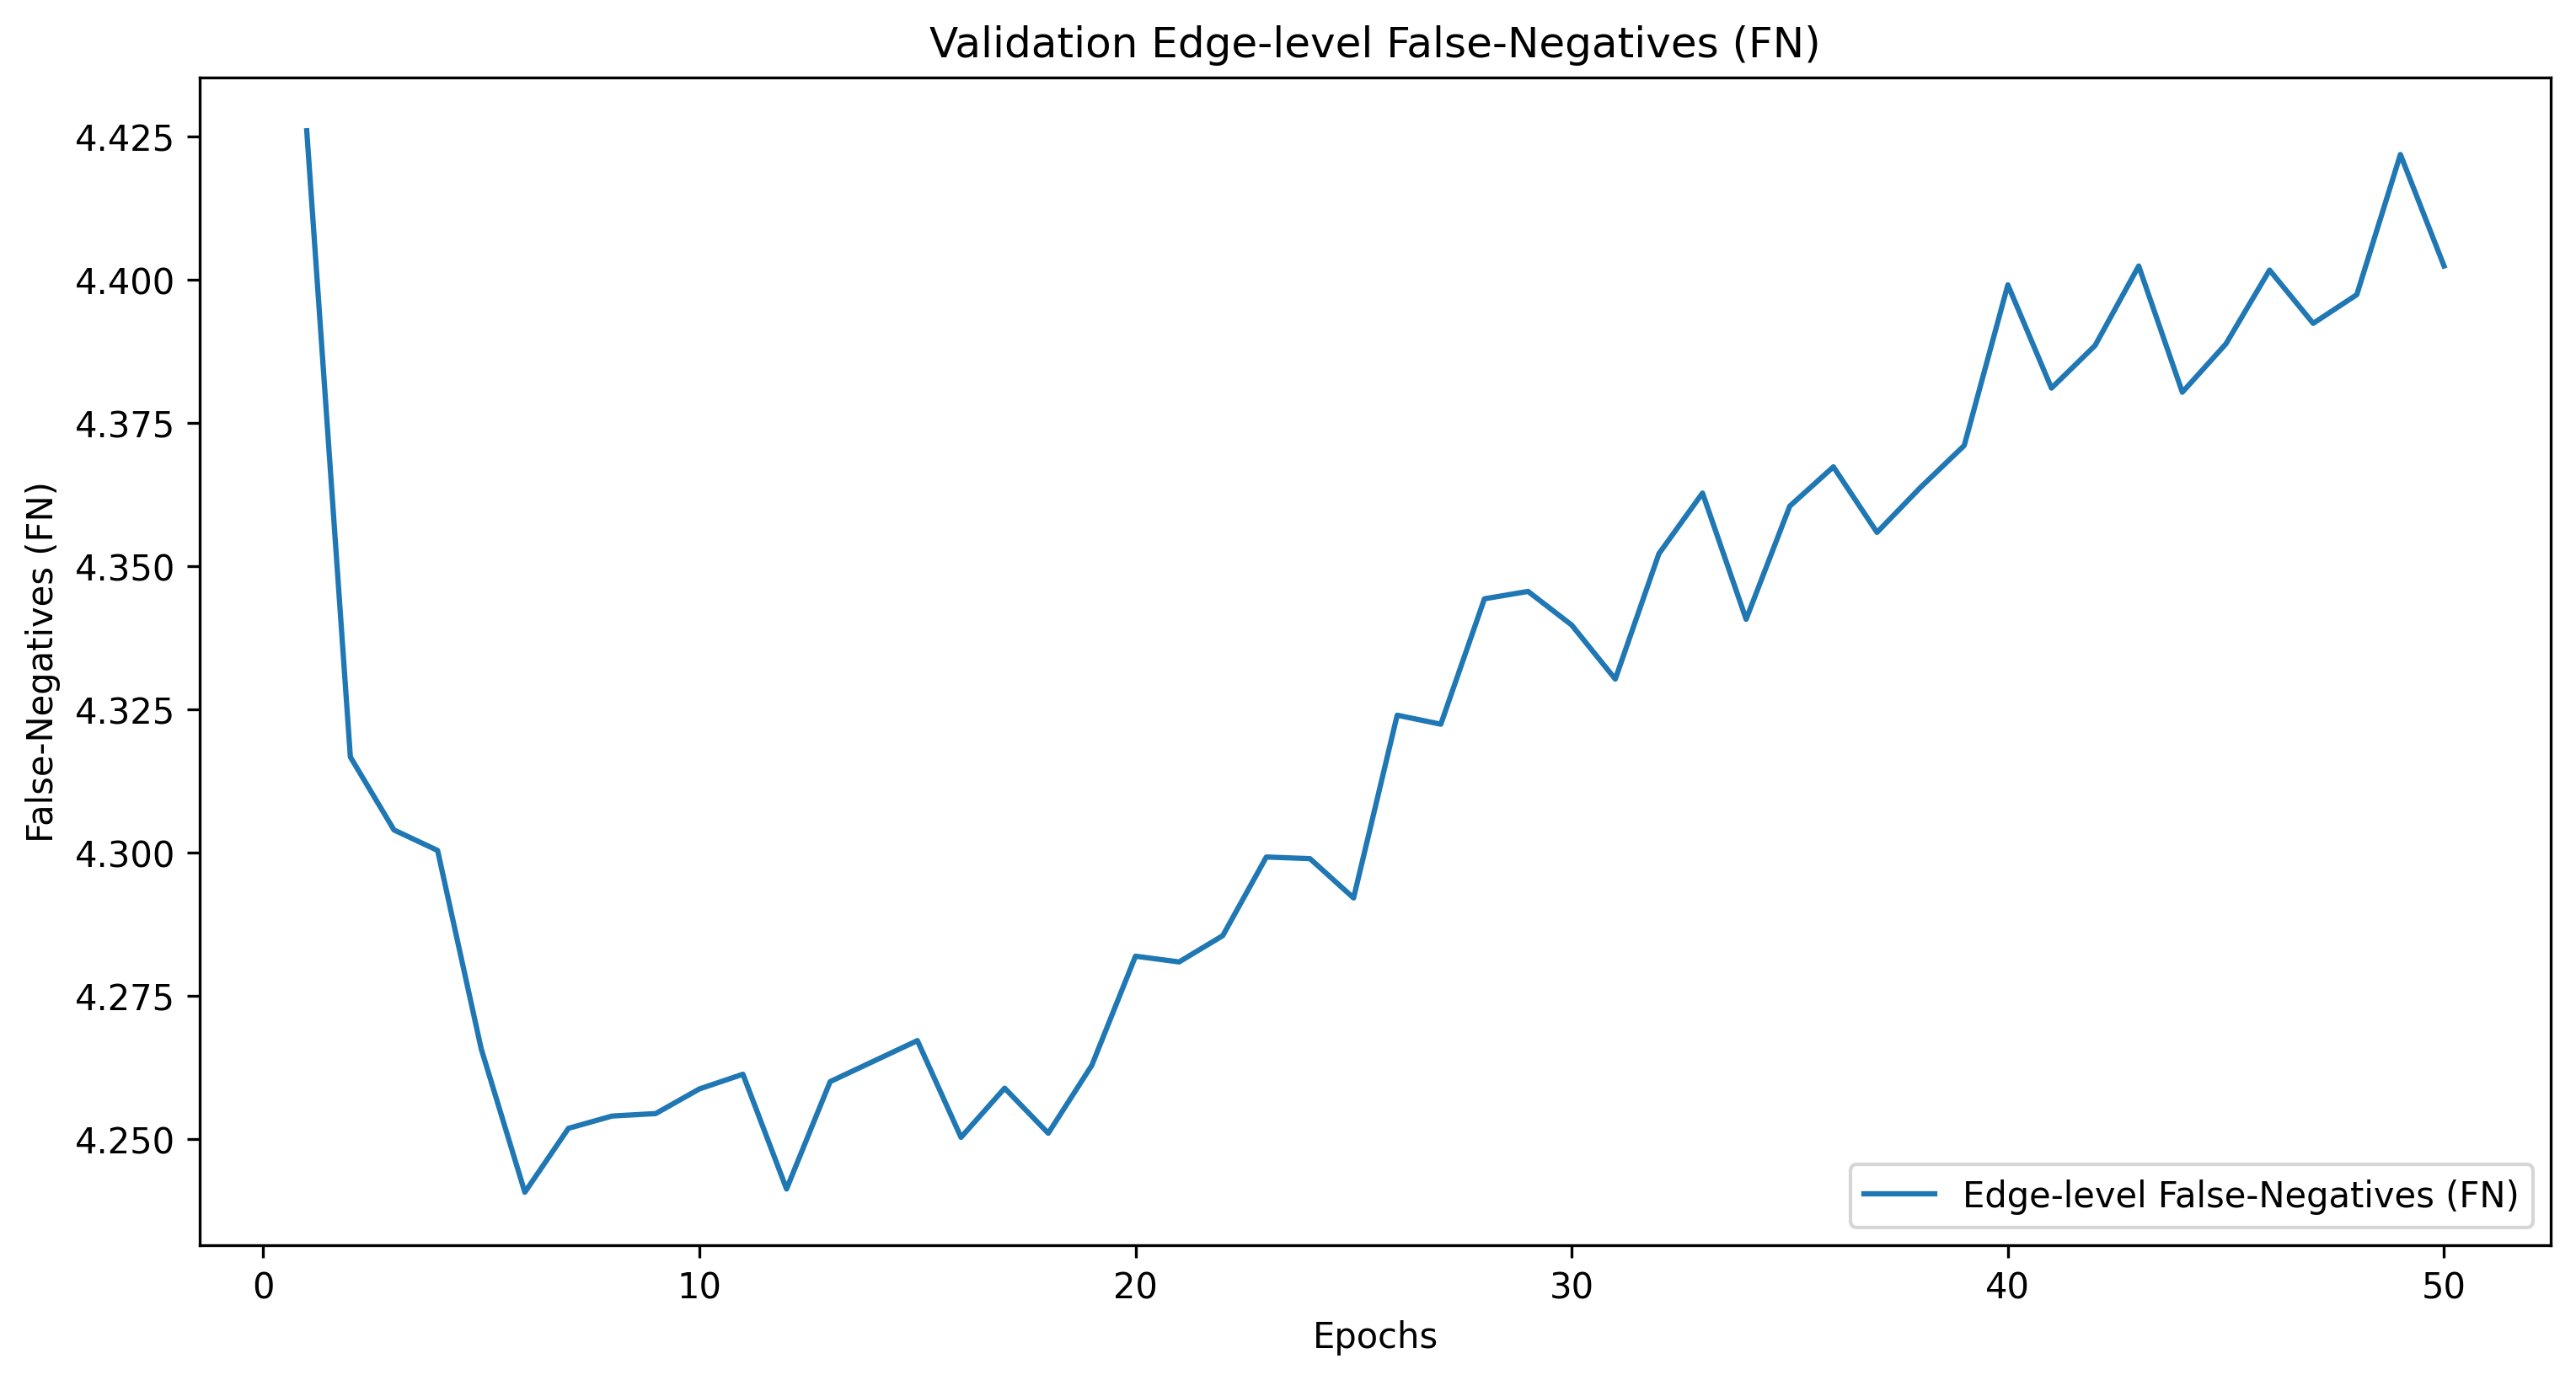 Validation Edge-level False-Negatives (FN)
False-Negatives (FN)
4.425
4.400
4.375
4.350
4.325
4.300
4.275
4.250
Edge-level False-Negatives (FN)
0 10 20 30 40 50
Epochs